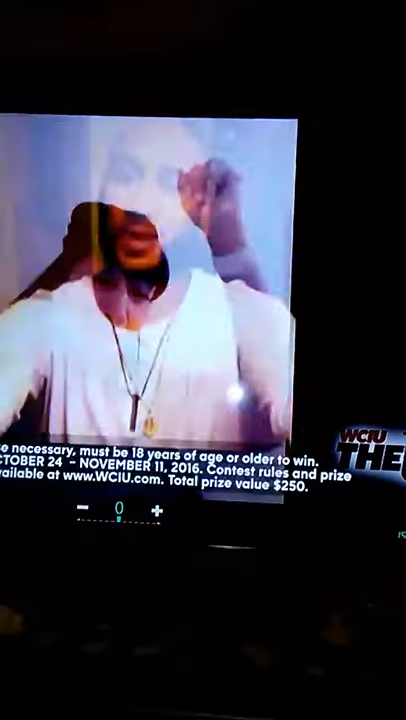 necessary, must be 18 years of age or older to win.
CTOBER 24 - NOVEMBER 11, 2016. Contest rules and prize
vailable at www.WCIU.com. Total prize value $250.
WCIU
THE
- 0 +